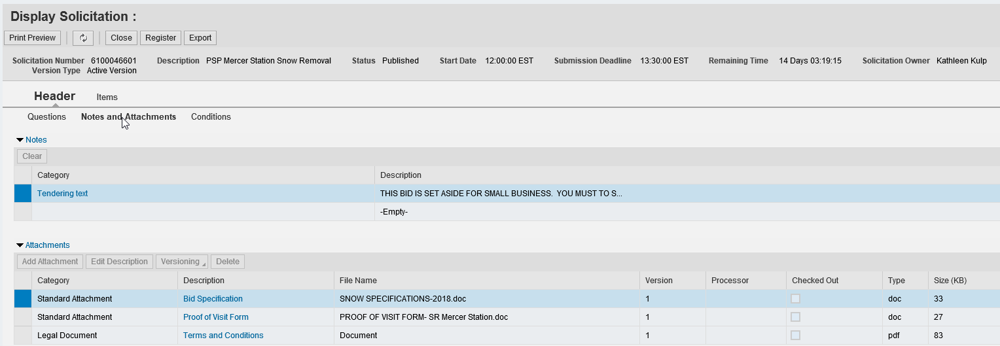 Display Solicitation :
Print Preview Close Register Export
Solicitation Number 6100046601 Description PSP Mercer Station Snow Removal Status Published Start Date 12:00:00 EST Submission Deadline 13:30:00 EST Remaining Time 14 Days 03:19:15 Solicitation Owner Kathleen Kulp
Version Type Active Version
Header Items
Questions Notes and Attachments Conditions
Notes
Clear
Category Description
Tendering text THIS BID IS SET ASIDE FOR SMALL BUSINESS. YOU MUST TO S...
-Empty-
Attachments
Add Attachment Edit Description Versioning Delete
Category Description File Name Version Processor Checked Out Type Size (KB)
Standard Attachment Bid Specification SNOW SPECIFICATIONS-2018.doc 1 doc 33
Standard Attachment Proof of Visit Form PROOF OF VISIT FORM- SR Mercer Station.doc 1 doc 27
Legal Document Terms and Conditions Document 1 pdf 83